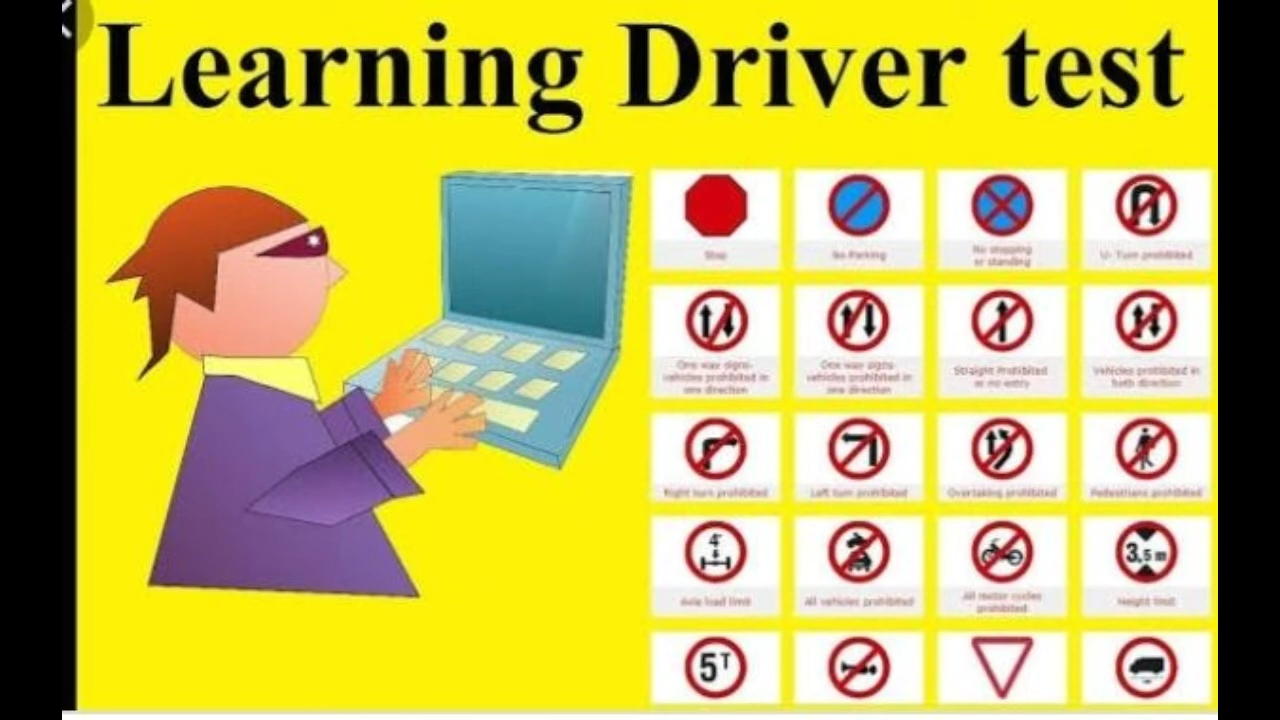 Learning Driver test
Stop
No Parking
No stopping
or standing
U- Turn prohibited
One way signs-
vehicles prohibited in
one direction
One way signs
vehicles prohibited in
one direction
Straight Prohibited
or no entry
Vehicles prohibited in
both direction
Right turn prohibited
Left turn prohibited
Overtaking prohibited
Pedestrians prohibited
4T
Axle load limit
All vehicles prohibited
All motor cycles
prohibited
3,5 m
Height limit
5T